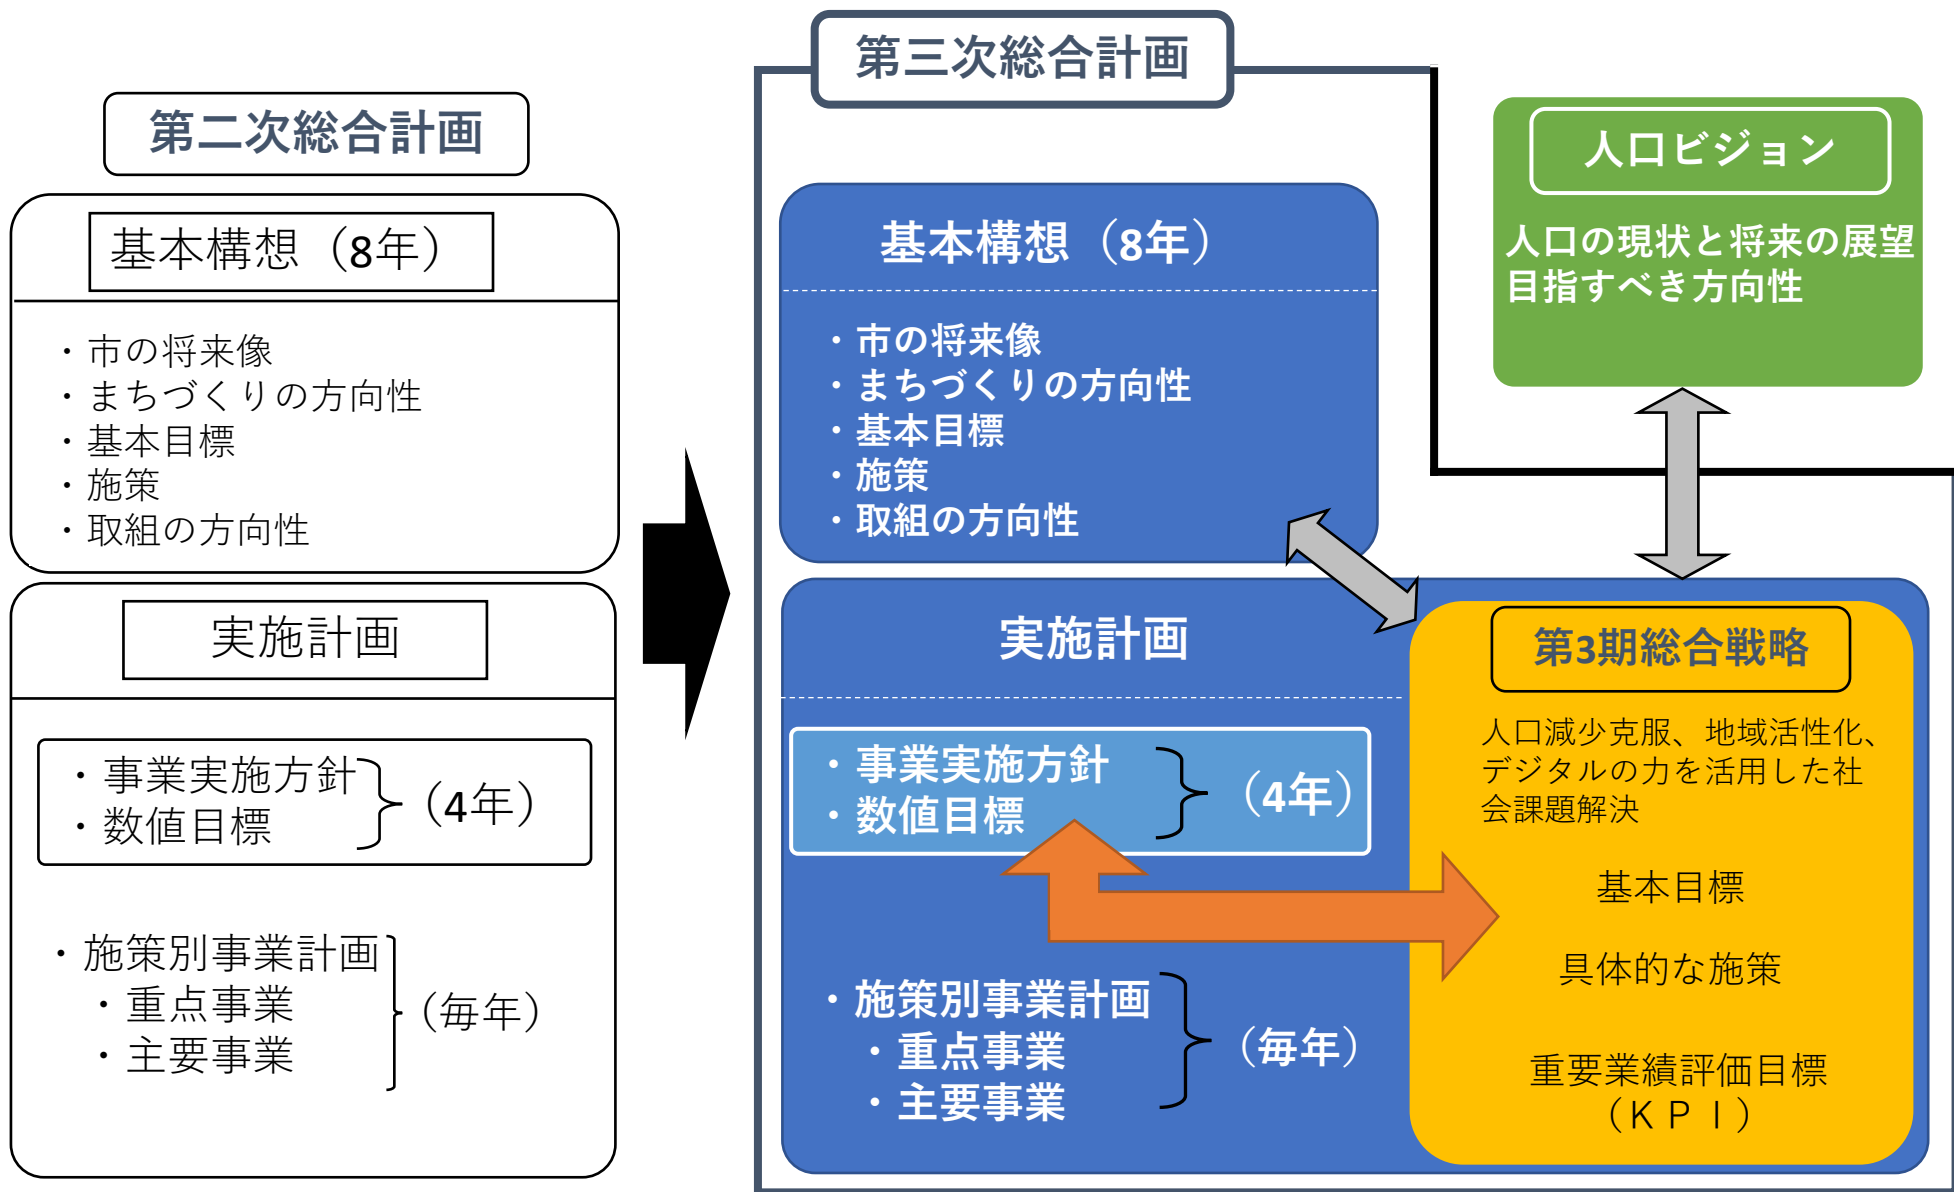 第二次総合計画
基本構想（8年）
・市の将来像
・まちづくりの方向性
・基本目標
・施策
・取組の方向性
実施計画
・事業実施方針
・数値目標
（4年）
・施策別事業計画
・重点事業
・主要事業
（毎年）
第三次総合計画
基本構想（8年）
・市の将来像
・まちづくりの方向性
・基本目標
・施策
・取組の方向性
実施計画
・事業実施方針
・数値目標
（4年）
・施策別事業計画
・重点事業
・主要事業
（毎年）
人口ビジョン
人口の現状と将来の展望
目指すべき方向性
第3期総合戦略
人口減少克服、地域活性化、
デジタルの力を活用した社
会課題解決
基本目標
具体的な施策
重要業績評価目標
（ＫＰＩ）